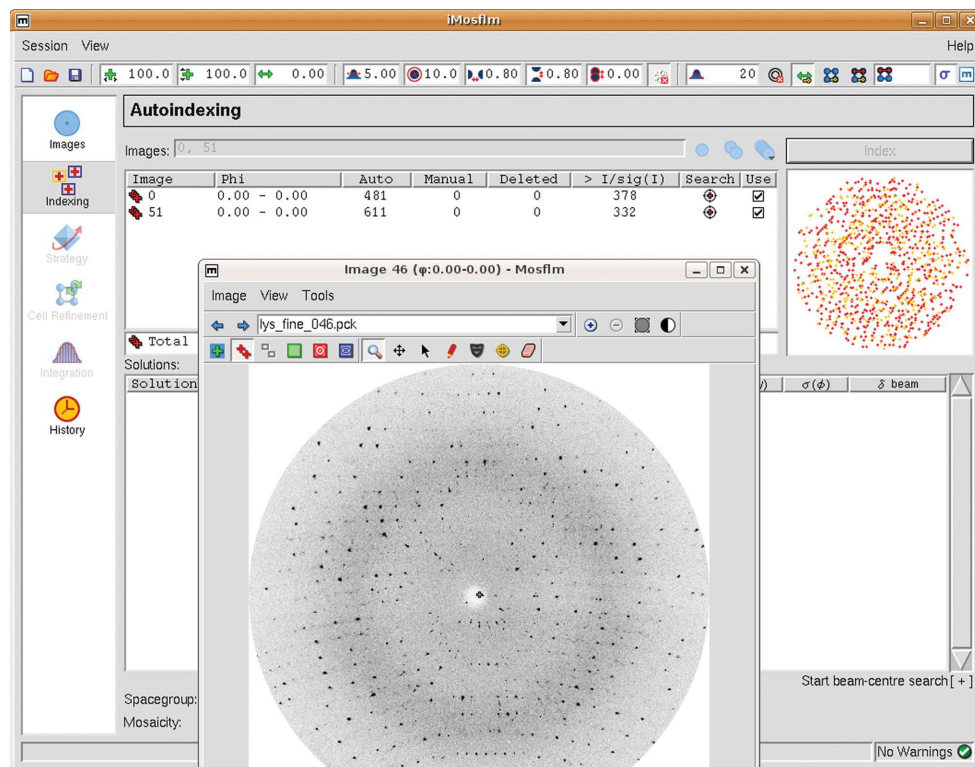 iMosflm
Session View Help
100.0 100.0 0.00 5.00 10.0 0.80 0.80 0.00 20 σ m
Autoindexing
Images
Images: 0, 51 Index
Indexing
Image Phi Auto Manual Deleted > I/sig(I) Search Use
0 0.00 - 0.00 481 0 0 378
51 0.00 - 0.00 611 0 0 332
Strategy
Image 46 (φ:0.00-0.00) - Mosflm
Image View Tools
Cell Refinement
lys_fine_046.pck
Total
Integration
Solutions:
Solution σ(ϕ) δ beam
History
Start beam-centre search [ + ]
Spacegroup:
Mosaicity:
No Warnings